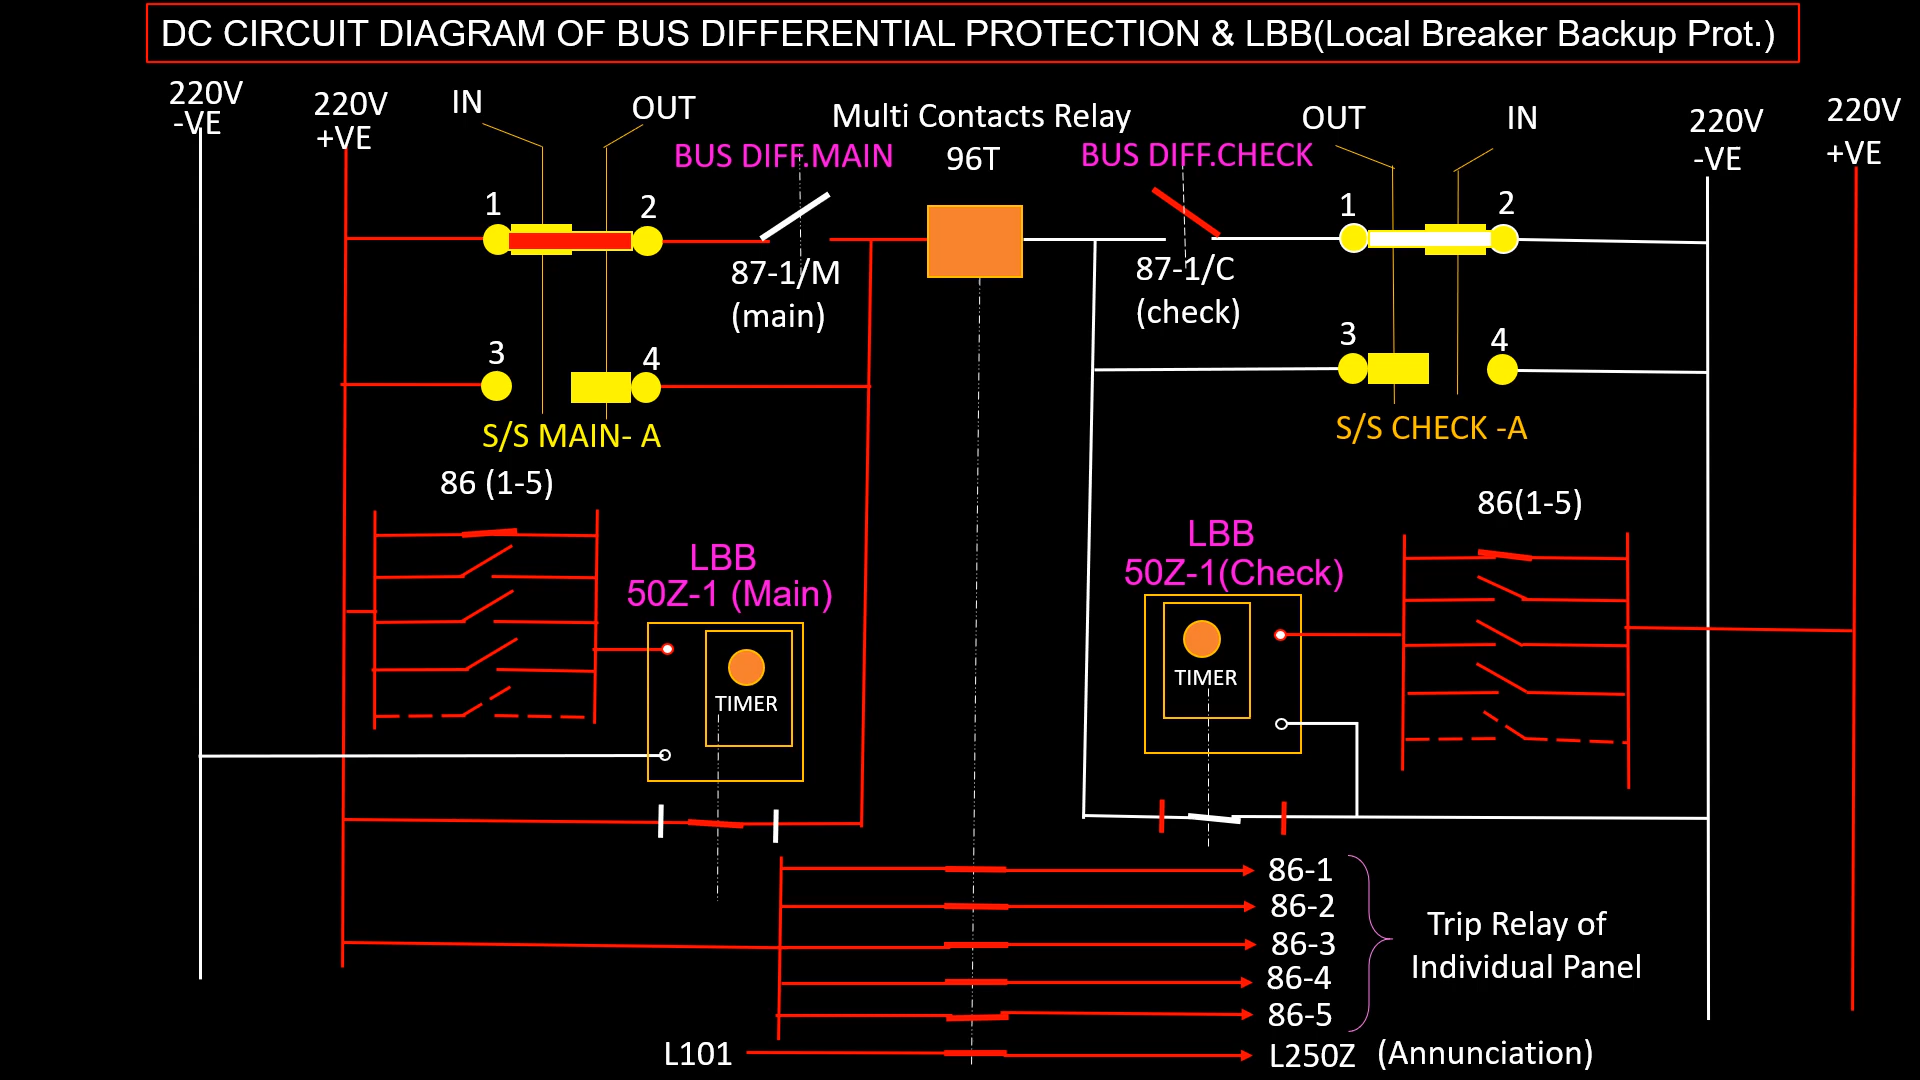 DC CIRCUIT DIAGRAM OF BUS DIFFERENTIAL PROTECTION & LBB(Local Breaker Backup Prot.)
220V
-VE
220V
+VE
IN
OUT
Multi Contacts Relay
96T
BUS DIFF.MAIN
BUS DIFF.CHECK
OUT
IN
220V
-VE
220V
+VE
1
2
87-1/M
(main)
87-1/C
(check)
1
2
3
4
S/S MAIN- A
3
4
S/S CHECK -A
86 (1-5)
86(1-5)
LBB
50Z-1 (Main)
TIMER
LBB
50Z-1(Check)
TIMER
86-1
86-2
86-3
86-4
86-5
Trip Relay of
Individual Panel
L101
L250Z
(Annunciation)